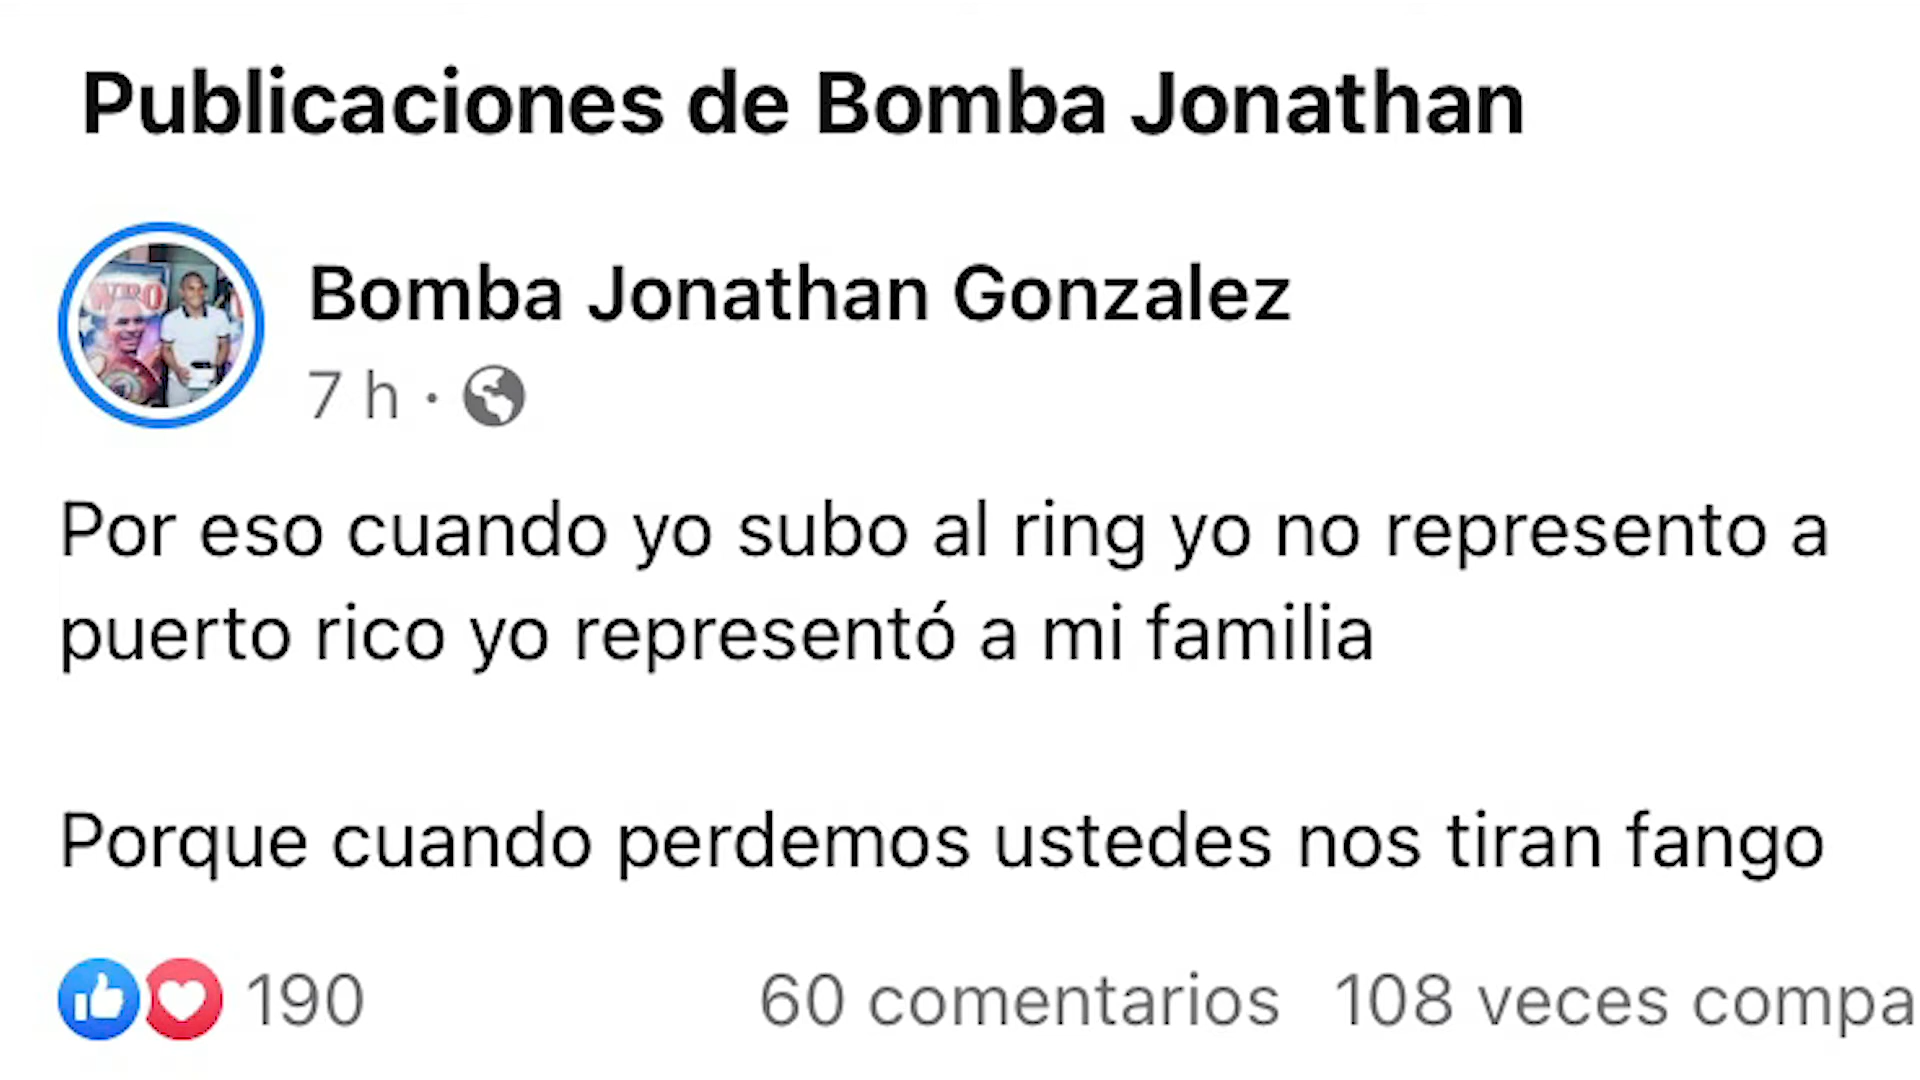 Publicaciones de Bomba Jonathan
WBO
Bomba Jonathan Gonzalez
7 h ·
Por eso cuando yo subo al ring yo no represento a
puerto rico yo representó a mi familia
Porque cuando perdemos ustedes nos tiran fango
190 60 comentarios 108 veces compa